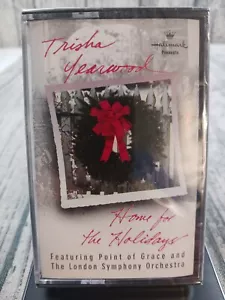 Trisha
Yearwood
Hallmark
Presents
Home for
the Holidays
Featuring Point of Grace and
The London Symphony Orchestra